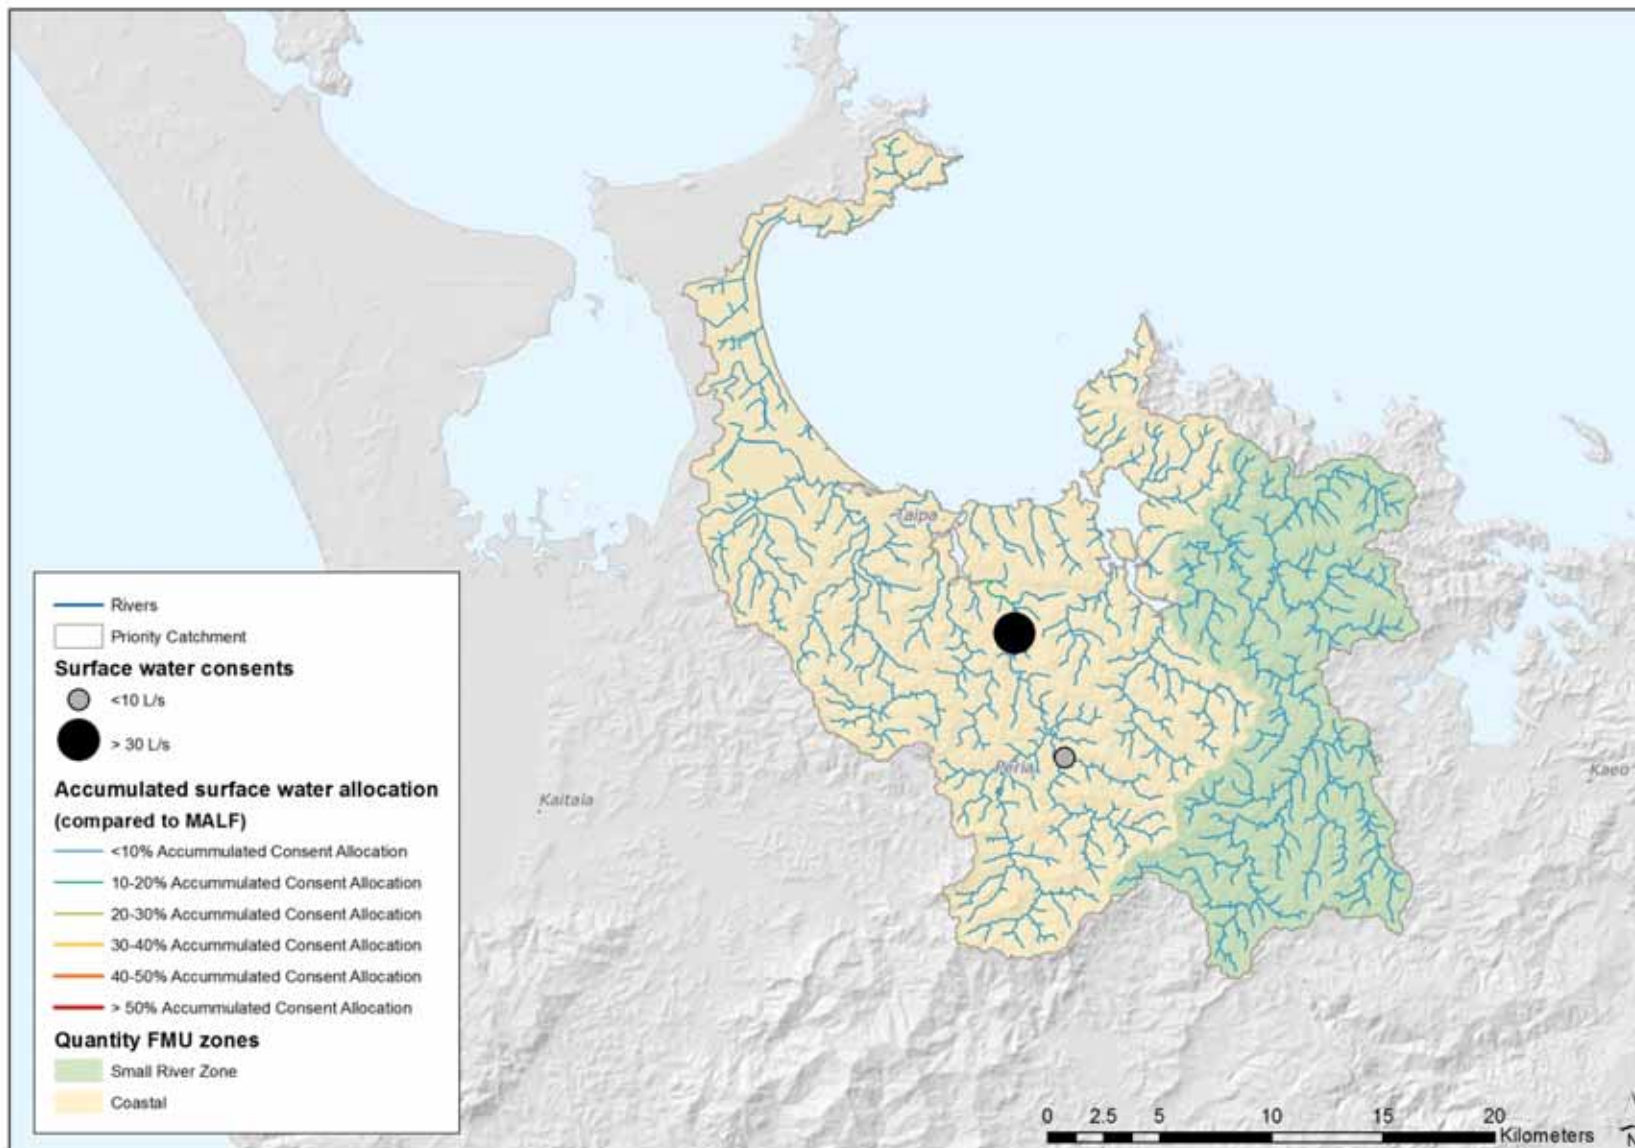 Taipa
Peria
Kaitaia
Kaeo
Rivers
Priority Catchment
Surface water consents
<10 L/s
> 30 L/s
Accumulated surface water allocation
(compared to MALF)
<10% Accummulated Consent Allocation
10-20% Accummulated Consent Allocation
20-30% Accummulated Consent Allocation
30-40% Accummulated Consent Allocation
40-50% Accummulated Consent Allocation
> 50% Accummulated Consent Allocation
Quantity FMU zones
Small River Zone
Coastal
0 2.5 5 10 15 20
Kilometers